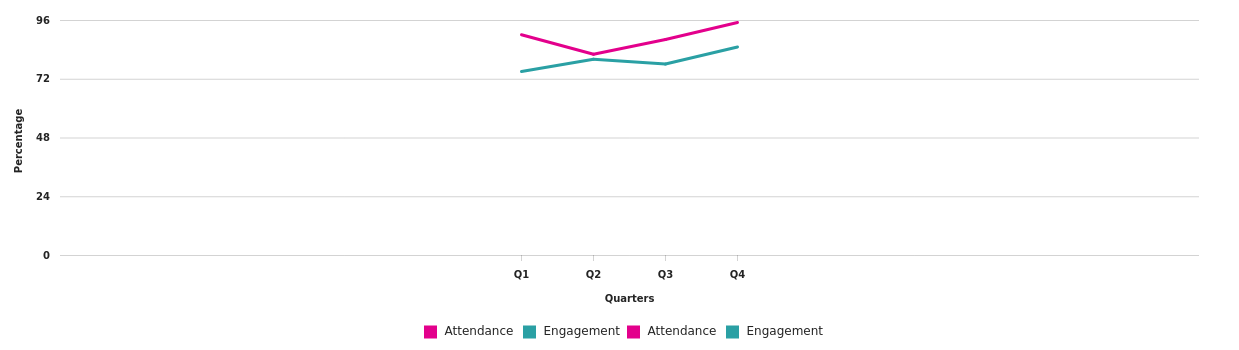 96
72
48
24
0
Percentage
Q1 Q2 Q3 Q4
Quarters
Attendance Engagement Attendance Engagement